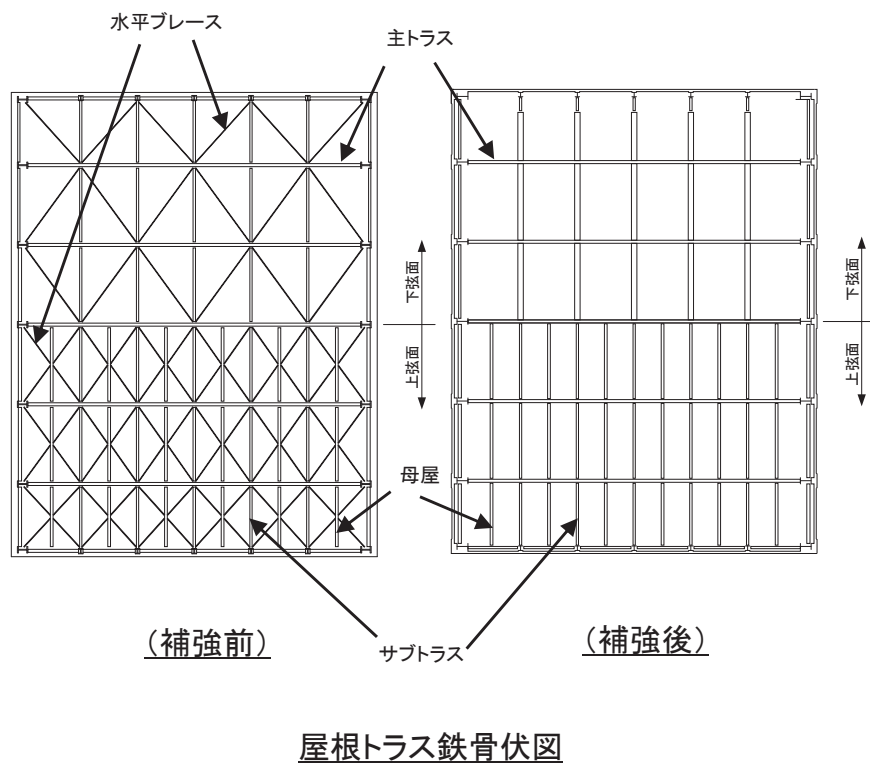 水平ブレース
主トラス
下弦面
上弦面
下弦面
上弦面
母屋
サブトラス
(補強前)
(補強後)
屋根トラス鉄骨伏図